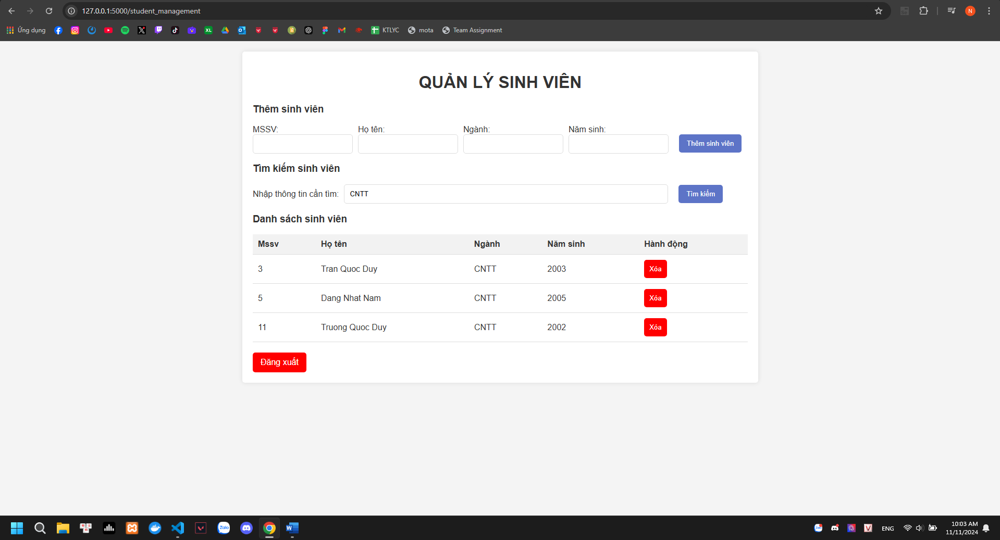 127.0.0.1:5000/student_management
N
Ứng dụng
XL
KTLYC
mota
Team Assignment
QUẢN LÝ SINH VIÊN
Thêm sinh viên
MSSV: Họ tên: Ngành: Năm sinh:
Thêm sinh viên
Tìm kiếm sinh viên
Nhập thông tin cần tìm: CNTT Tìm kiếm
Danh sách sinh viên
Mssv Họ tên Ngành Năm sinh Hành động
3 Tran Quoc Duy CNTT 2003 Xóa
5 Dang Nhat Nam CNTT 2005 Xóa
11 Truong Quoc Duy CNTT 2002 Xóa
Đăng xuất
Zalo
ENG
10:03 AM
11/11/2024